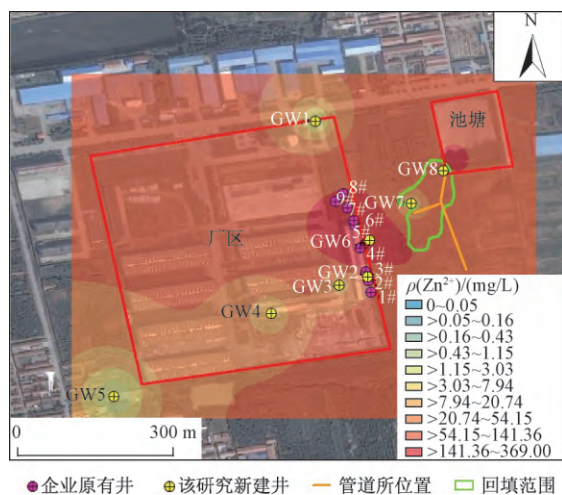 N
GW1
池塘
GW8
8#
9#
7#
GW7
6#
厂区
5#
GW6
4#
3#
GW2
2#
GW3
1#
GW4
GW5
ρ(Zn²⁺)/(mg/L)
0~0.05
>0.05~0.16
>0.16~0.43
>0.43~1.15
>1.15~3.03
>3.03~7.94
>7.94~20.74
>20.74~54.15
>54.15~141.36
>141.36~369.00
0 300 m
企业原有井 该研究新建井 管道所位置 回填范围